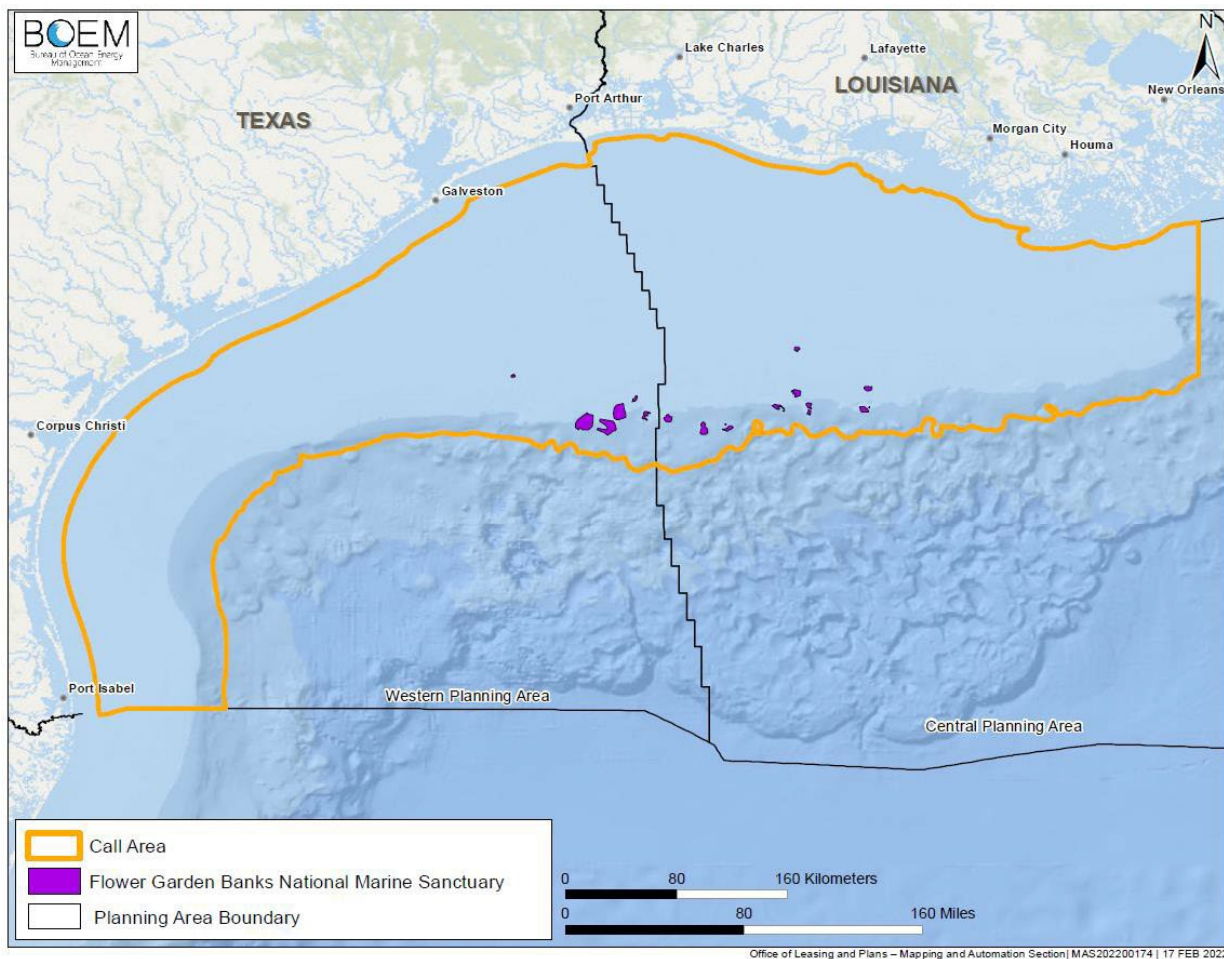 BOEM
Bureau of Ocean Energy
Management
N
Lake Charles
Lafayette
LOUISIANA
New Orleans
Port Arthur
TEXAS
Morgan City
Houma
Galveston
Corpus Christi
Port Isabel
Western Planning Area
Central Planning Area
Call Area
Flower Garden Banks National Marine Sanctuary
Planning Area Boundary
0 80 160 Kilometers
0 80 160 Miles
Office of Leasing and Plans – Mapping and Automation Section| MAS202200174 | 17 FEB 2022